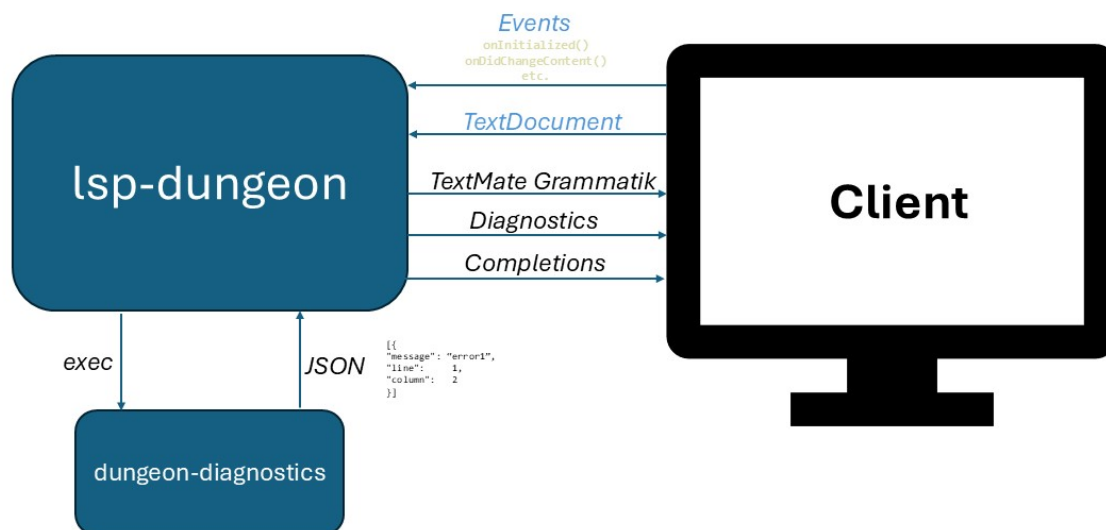 Events
onInitialized()
onDidChangeContent()
etc.
TextDocument
lsp-dungeon
TextMate Grammatik
Client
Diagnostics
Completions
exec
JSON
[{
"message": “error1”,
"line": 1,
"column": 2
}]
dungeon-diagnostics